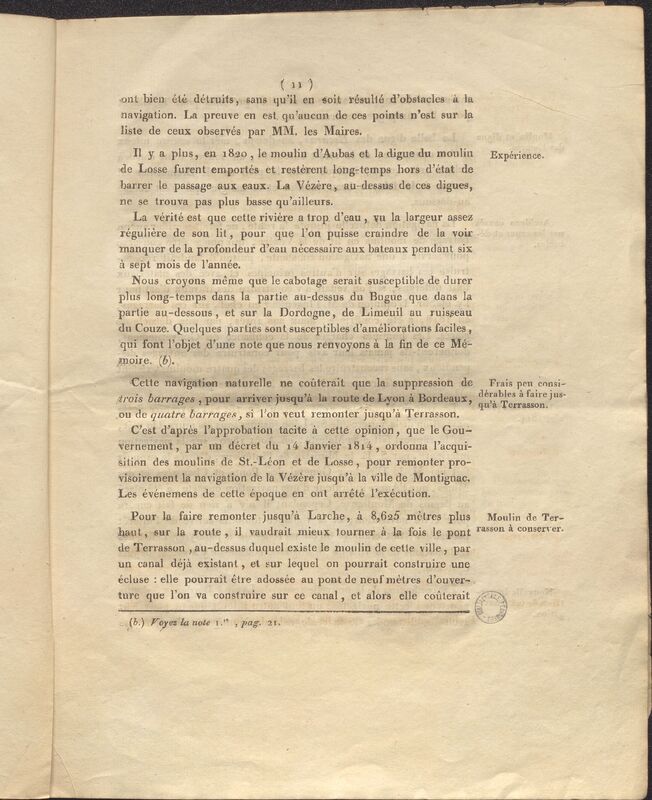 ( 11 )
ont bien été détruits, sans qu'il en soit résulté d'obstacles à la
navigation. La preuve en est qu'aucun de ces points n'est sur la
liste de ceux observés par MM. les Maires.
Il y a plus, en 1820, le moulin d'Aubas et la digue du moulin
de Losse furent emportés et restèrent long-temps hors d'état de
barrer le passage aux eaux. La Vézère, au-dessus de ces digues,
ne se trouva pas plus basse qu'ailleurs.
Expérience.
La vérité est que cette rivière a trop d'eau, vu la largeur assez
régulière de son lit, pour que l'on puisse craindre de la voir
manquer de la profondeur d'eau nécessaire aux bateaux pendant six
à sept mois de l'année.
Nous croyons même que le cabotage serait susceptible de durer
plus long-temps dans la partie au-dessus du Bugue que dans la
partie au-dessous, et sur la Dordogne, de Limeuil au ruisseau
du Couze. Quelques parties sont susceptibles d'améliorations faciles,
qui font l'objet d'une note que nous renvoyons à la fin de ce Mé-
moire. (b).
Cette navigation naturelle ne coûterait que la suppression de
trois barrages, pour arriver jusqu'à la route de Lyon à Bordeaux,
ou de quatre barrages, si l'on veut remonter jusqu'à Terrasson.
Frais peu consi-
dérables à faire jus-
qu'à Terrasson.
C'est d'après l'approbation tacite à cette opinion, que le Gou-
vernement, par un décret du 14 Janvier 1814, ordonna l'acqui-
sition des moulins de St.-Léon et de Losse, pour remonter pro-
visoirement la navigation de la Vézère jusqu'à la ville de Montignac.
Les événemens de cette époque en ont arrêté l'exécution.
Pour la faire remonter jusqu'à Larche, à 8,625 mètres plus
haut, sur la route, il vaudrait mieux tourner à la fois le pont
de Terrasson, au-dessus duquel existe le moulin de cette ville, par
un canal déjà existant, et sur lequel on pourrait construire une
écluse : elle pourrait être adossée au pont de neuf mètres d'ouver-
ture que l'on va construire sur ce canal, et alors elle coûterait
Moulin de Ter-
rasson à conserver.
(b.) Voyez la note 1.re, pag. 21.